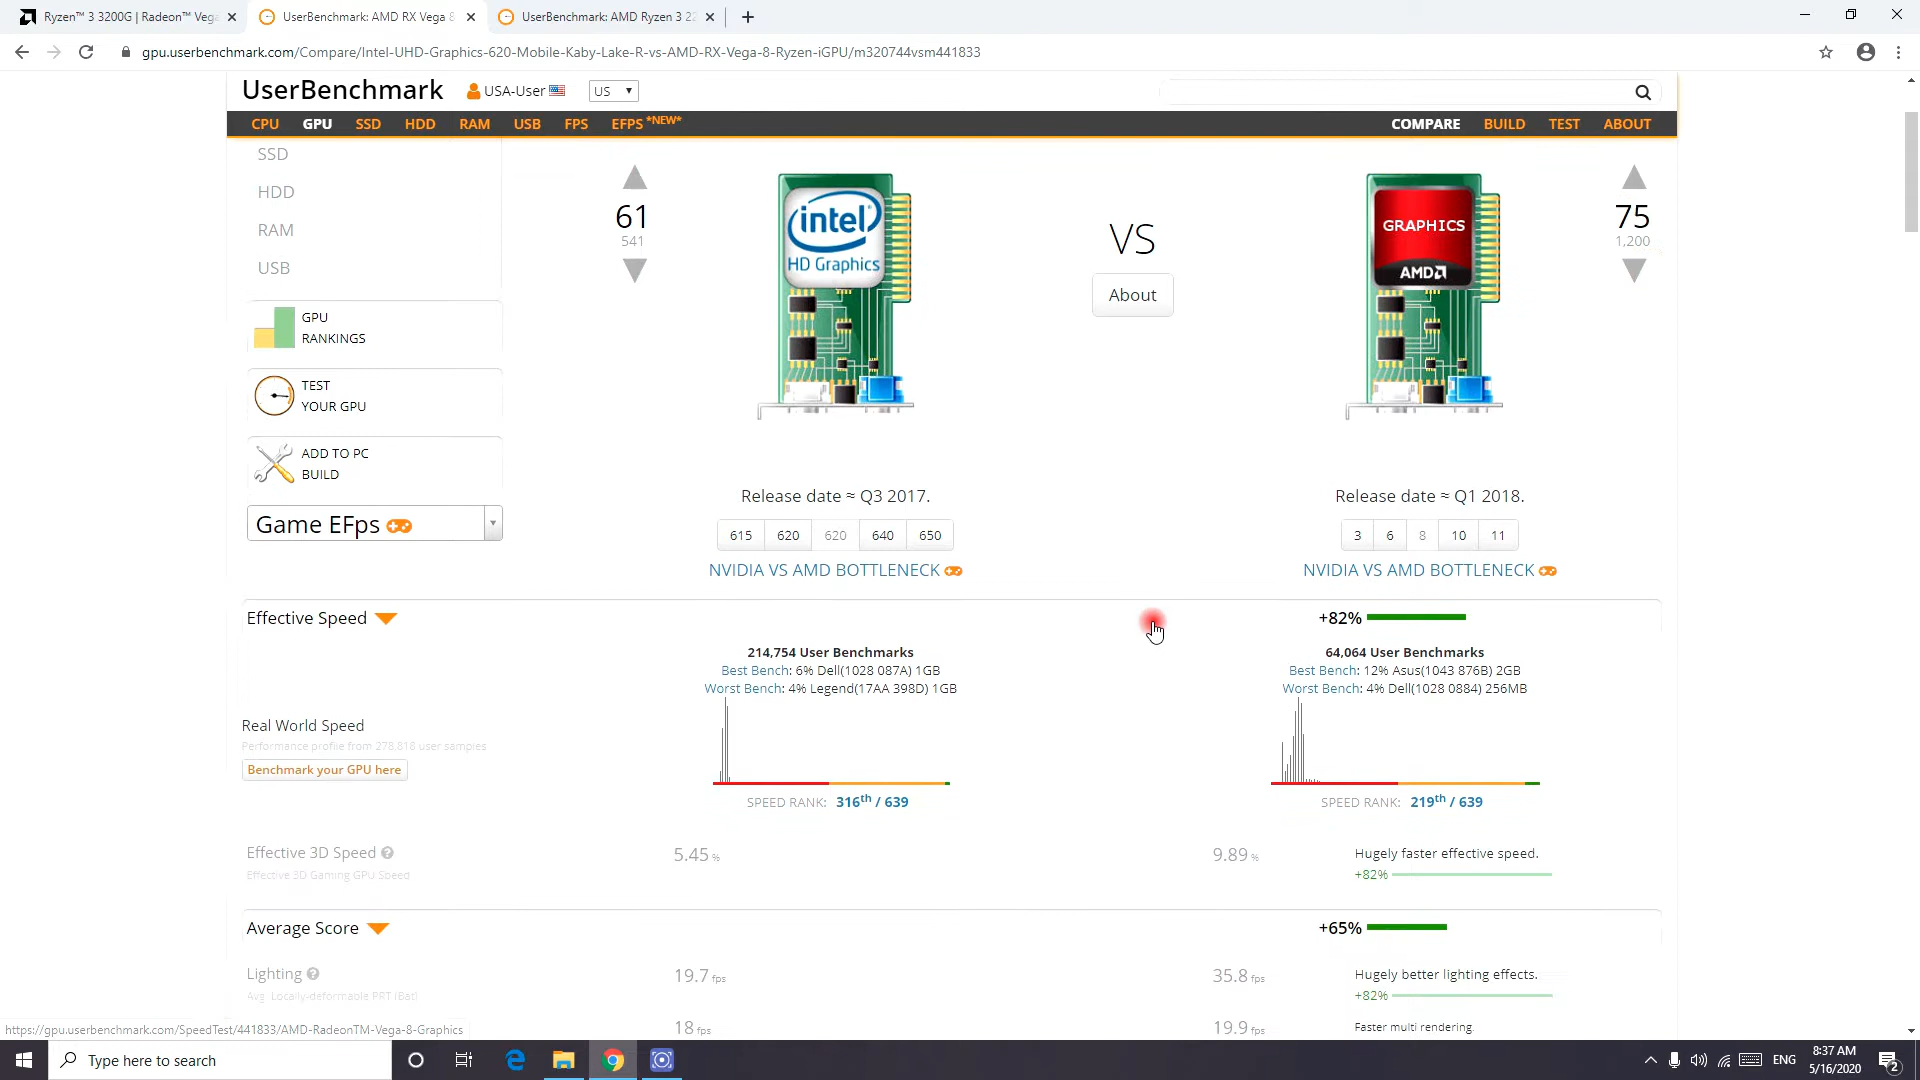 Ryzen™ 3 3200G | Radeon™ Vega
UserBenchmark: AMD RX Vega 8
UserBenchmark: AMD Ryzen 3 22
gpu.userbenchmark.com/Compare/Intel-UHD-Graphics-620-Mobile-Kaby-Lake-R-vs-AMD-RX-Vega-8-Ryzen-iGPU/m320744vsm441833
UserBenchmark USA-User US
CPU GPU SSD HDD RAM USB FPS EFPS *NEW* COMPARE BUILD TEST ABOUT
SSD
HDD
RAM
USB
GPU
RANKINGS
TEST
YOUR GPU
ADD TO PC
BUILD
Game EFps
61
541
intel
HD Graphics
VS
About
GRAPHICS
AMD
75
1,200
Release date ≈ Q3 2017.
615 620 620 640 650
NVIDIA VS AMD BOTTLENECK
Release date ≈ Q1 2018.
3 6 8 10 11
NVIDIA VS AMD BOTTLENECK
Effective Speed +82%
214,754 User Benchmarks
Best Bench: 6% Dell(1028 087A) 1GB
Worst Bench: 4% Legend(17AA 398D) 1GB
64,064 User Benchmarks
Best Bench: 12% Asus(1043 876B) 2GB
Worst Bench: 4% Dell(1028 0884) 256MB
Real World Speed
Performance profile from 278,818 user samples
Benchmark your GPU here
SPEED RANK: 316th / 639
SPEED RANK: 219th / 639
Effective 3D Speed ?
Effective 3D Gaming GPU Speed
5.45 %
9.89 %
Hugely faster effective speed.
+82%
Average Score +65%
Lighting ?
Avg. Locally-deformable PRT (Bat)
19.7 fps
35.8 fps
Hugely better lighting effects.
+82%
18 fps
19.9 fps
Faster multi rendering.
https://gpu.userbenchmark.com/SpeedTest/441833/AMD-RadeonTM-Vega-8-Graphics
Type here to search
ENG
8:37 AM
5/16/2020
2